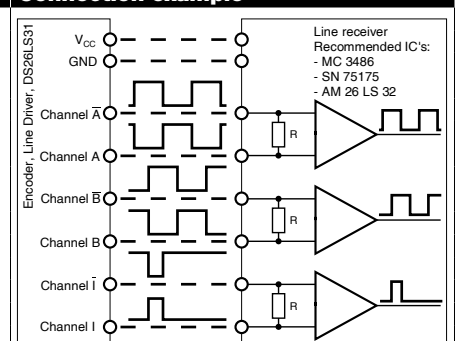 Connection example
Encoder, Line Driver, DS26LS31
VCC
GND
Channel A̅
Channel A
Channel B̅
Channel B
Channel I̅
Channel I
Line receiver
Recommended IC's:
- MC 3486
- SN 75175
- AM 26 LS 32
R
R
R